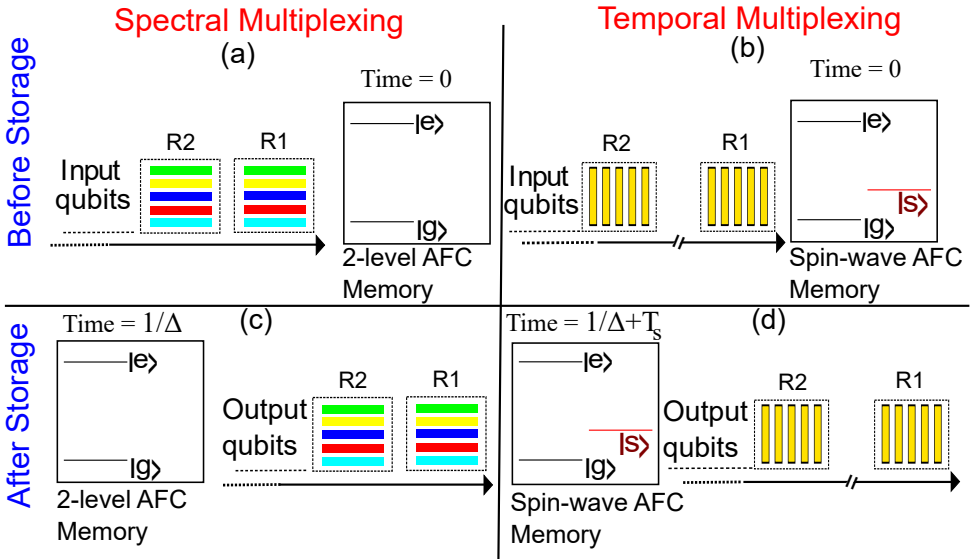 Spectral Multiplexing
Temporal Multiplexing
Before Storage
(a)
Time = 0
R2
R1
Input
qubits
|e>
|g>
2-level AFC
Memory
(b)
Time = 0
R2
R1
Input
qubits
|e>
|s>
|g>
Spin-wave AFC
Memory
After Storage
Time = 1/Δ
(c)
|e>
|g>
2-level AFC
Memory
Output
qubits
R2
R1
Time = 1/Δ+Ts
(d)
|e>
|s>
|g>
Spin-wave AFC
Memory
Output
qubits
R2
R1